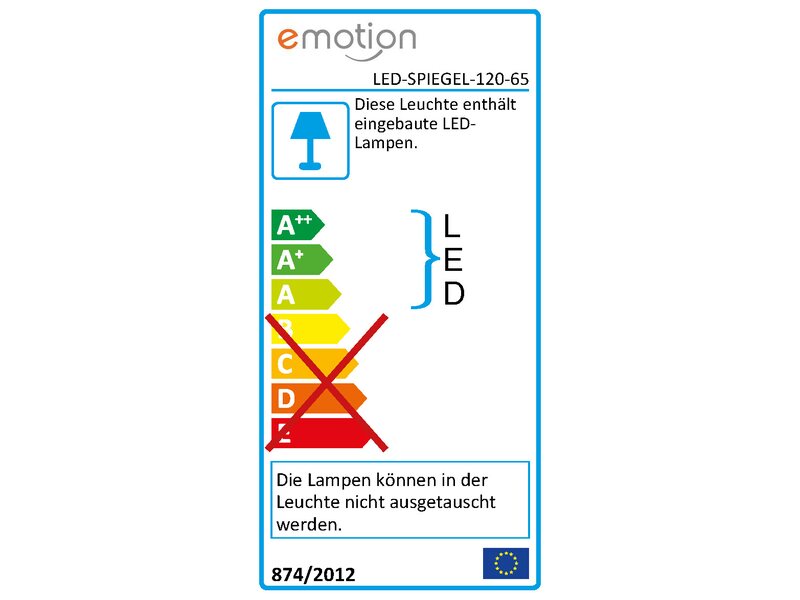 emotion
LED-SPIEGEL-120-65
Diese Leuchte enthält
eingebaute LED-
Lampen.
A++
A+
A
B
C
D
E
L
E
D
Die Lampen können in der
Leuchte nicht ausgetauscht
werden.
874/2012